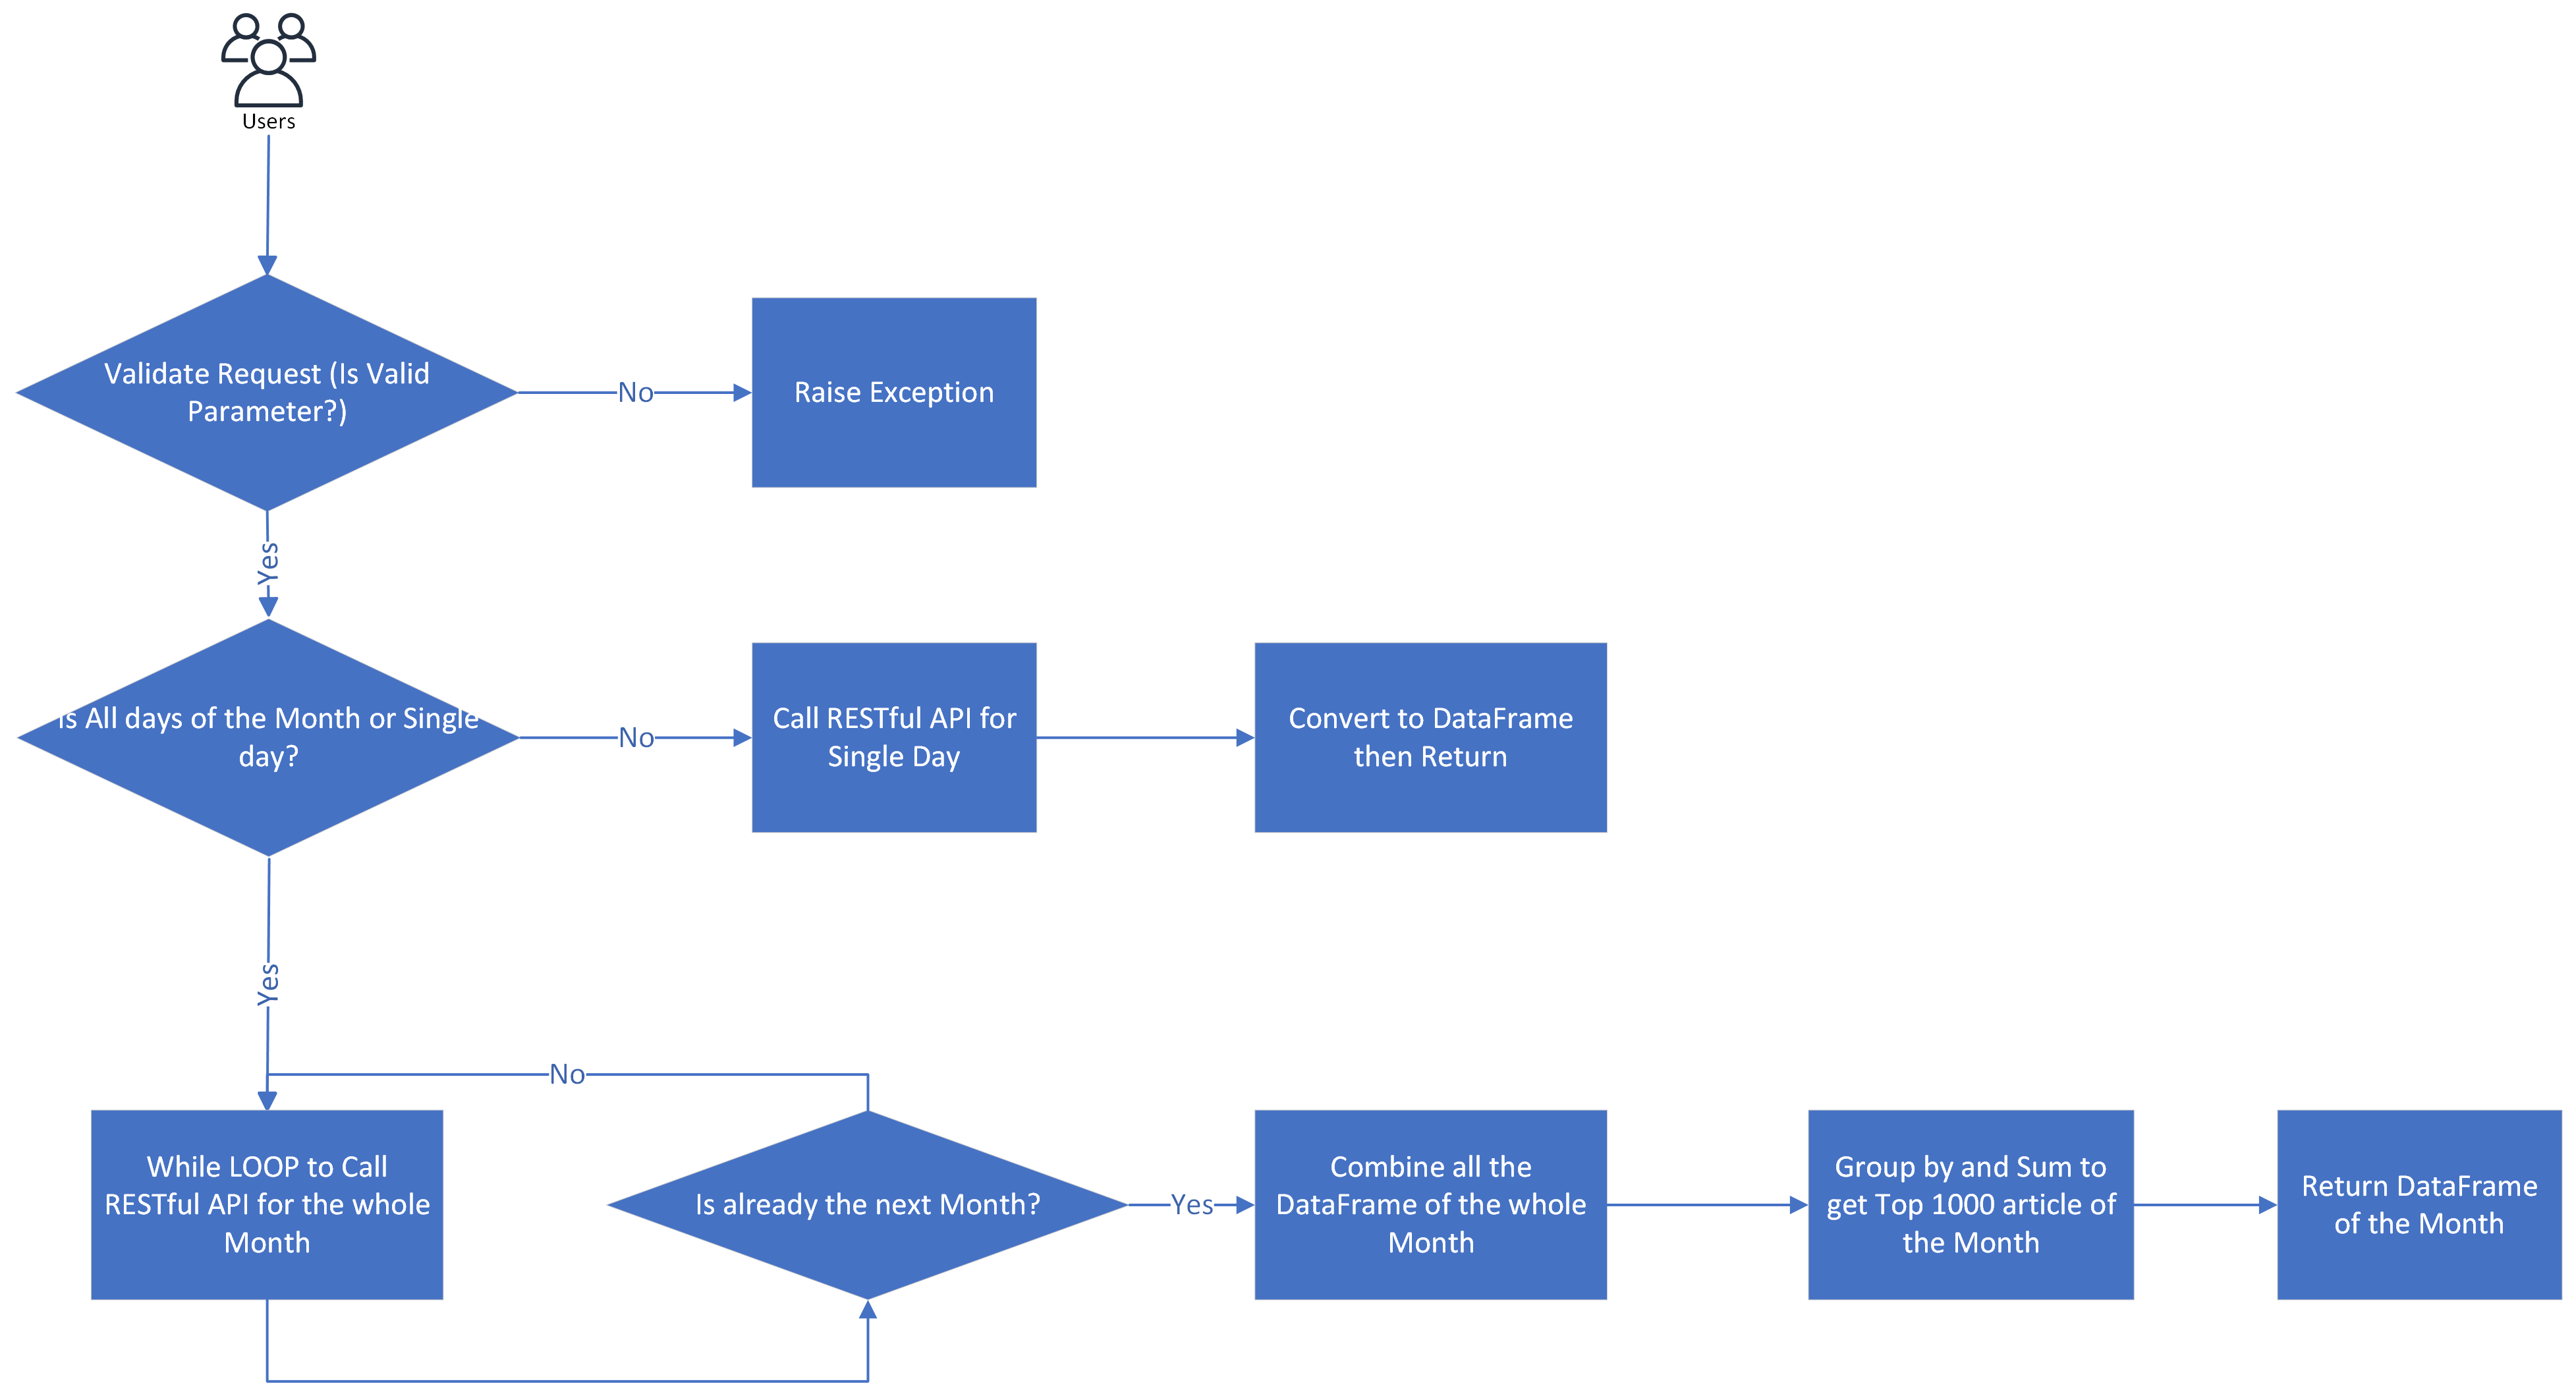 Users
Validate Request (Is Valid
Parameter?)
No
Raise Exception
Yes
Is All days of the Month or Single
day?
No
Call RESTful API for
Single Day
Convert to DataFrame
then Return
Yes
No
While LOOP to Call
RESTful API for the whole
Month
Is already the next Month?
Yes
Combine all the
DataFrame of the whole
Month
Group by and Sum to
get Top 1000 article of
the Month
Return DataFrame
of the Month